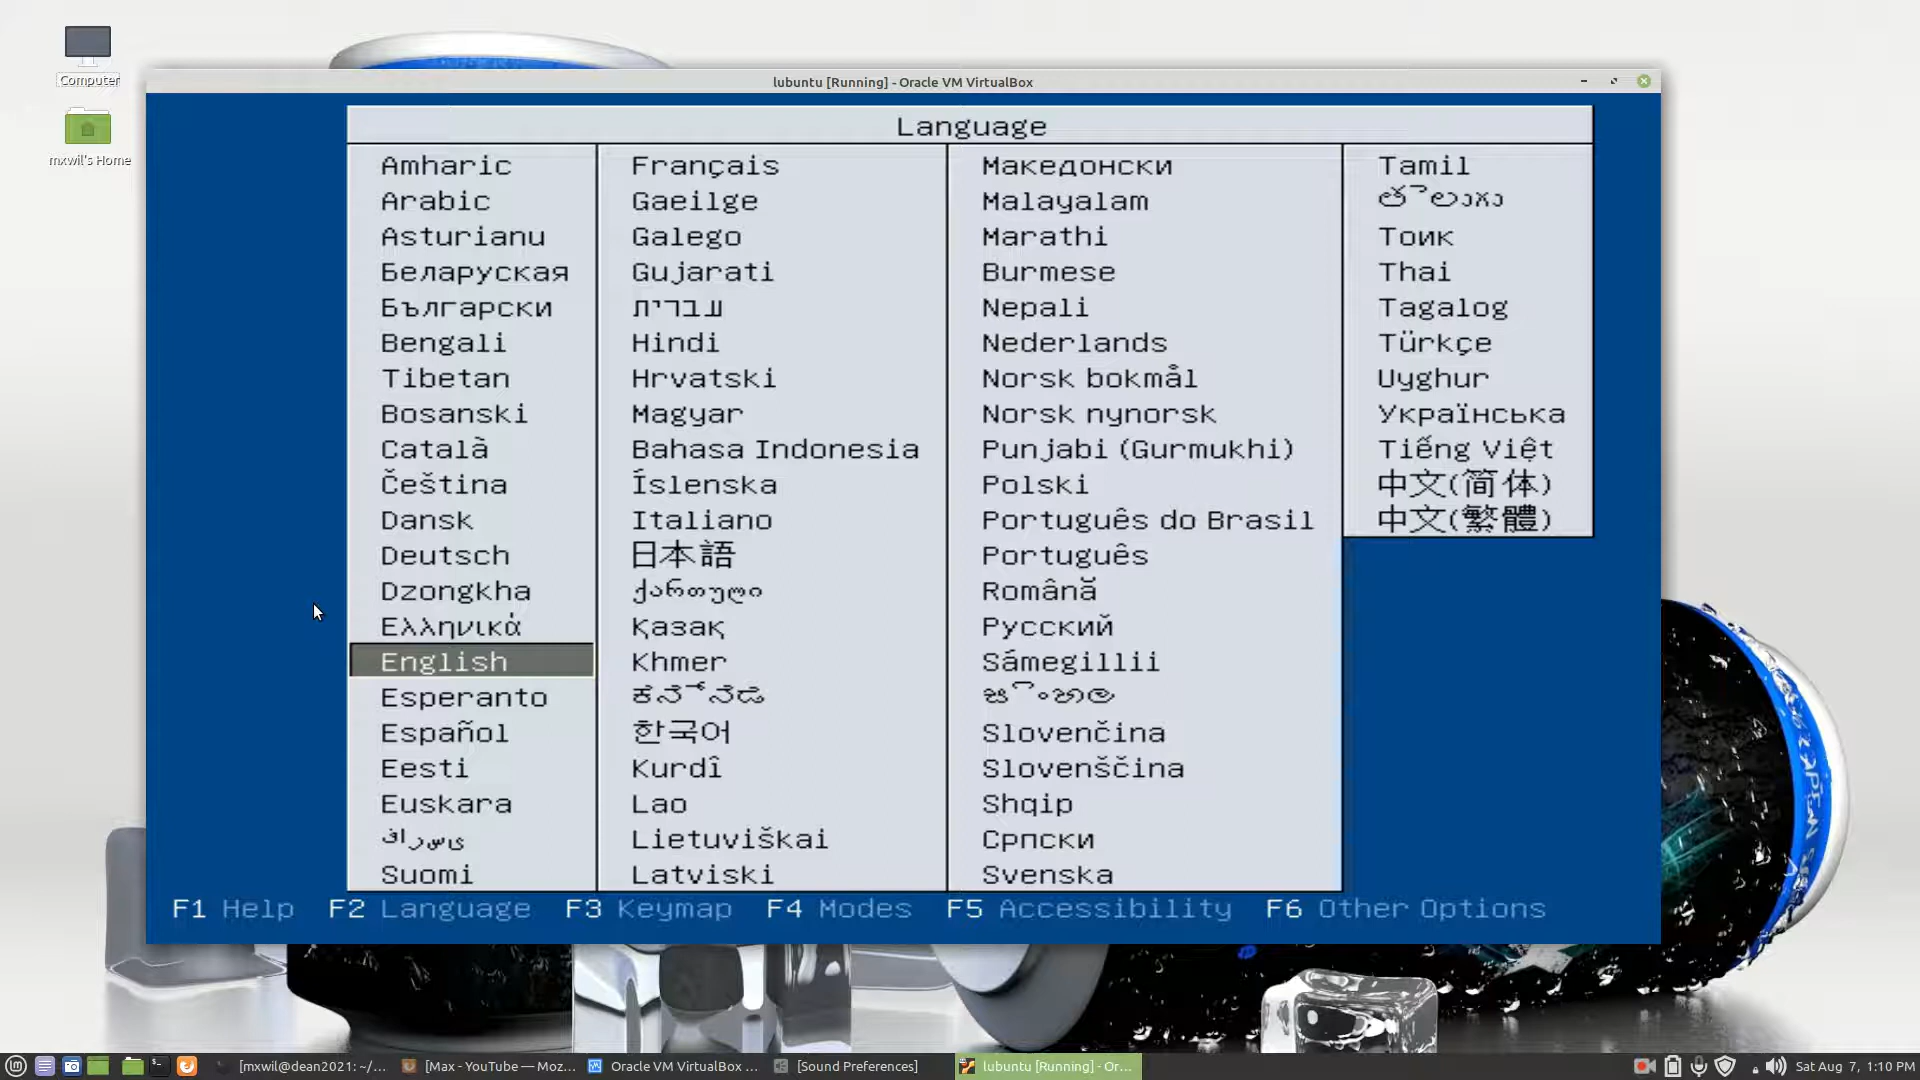 Computer
mxwil's Home
lubuntu [Running] - Oracle VM VirtualBox
Language
Amharic
Arabic
Asturianu
Беларуская
Български
Bengali
Tibetan
Bosanski
Català
Čeština
Dansk
Deutsch
Dzongkha
Ελληνικά
English
Esperanto
Español
Eesti
Euskara
Suomi
Français
Gaeilge
Galego
Gujarati
עברית
Hindi
Hrvatski
Magyar
Bahasa Indonesia
Íslenska
Italiano
日本語
ქართული
Қазақ
Khmer
한국어
Kurdî
Lao
Lietuviškai
Latviski
Македонски
Malayalam
Marathi
Burmese
Nepali
Nederlands
Norsk bokmål
Norsk nynorsk
Punjabi (Gurmukhi)
Polski
Português do Brasil
Português
Română
Русский
Sámegillii
Slovenčina
Slovenščina
Shqip
Српски
Svenska
Tamil
Тоик
Thai
Tagalog
Türkçe
Uyghur
Українська
Tiếng Việt
中文(简体)
中文(繁體)
F1 Help F2 Language F3 Keymap F4 Modes F5 Accessibility F6 Other Options
[mxwil@dean2021: ~/... [Max - YouTube — Moz... Oracle VM VirtualBox ... [Sound Preferences] lubuntu [Running] - Or... Sat Aug 7, 1:10 PM